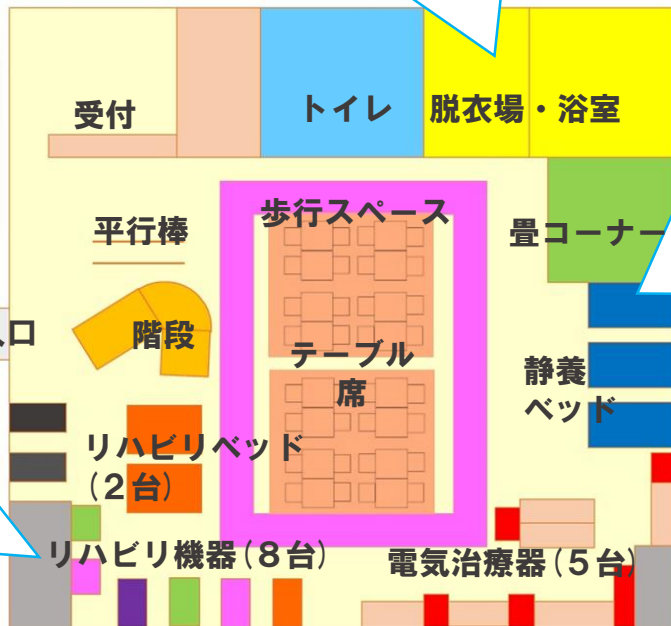 受付
トイレ
脱衣場・浴室
平行棒
歩行スペース
畳コーナー
口
階段
テーブル
席
静養
ベッド
リハビリベッド
(2台)
リハビリ機器(8台)
電気治療器(5台)